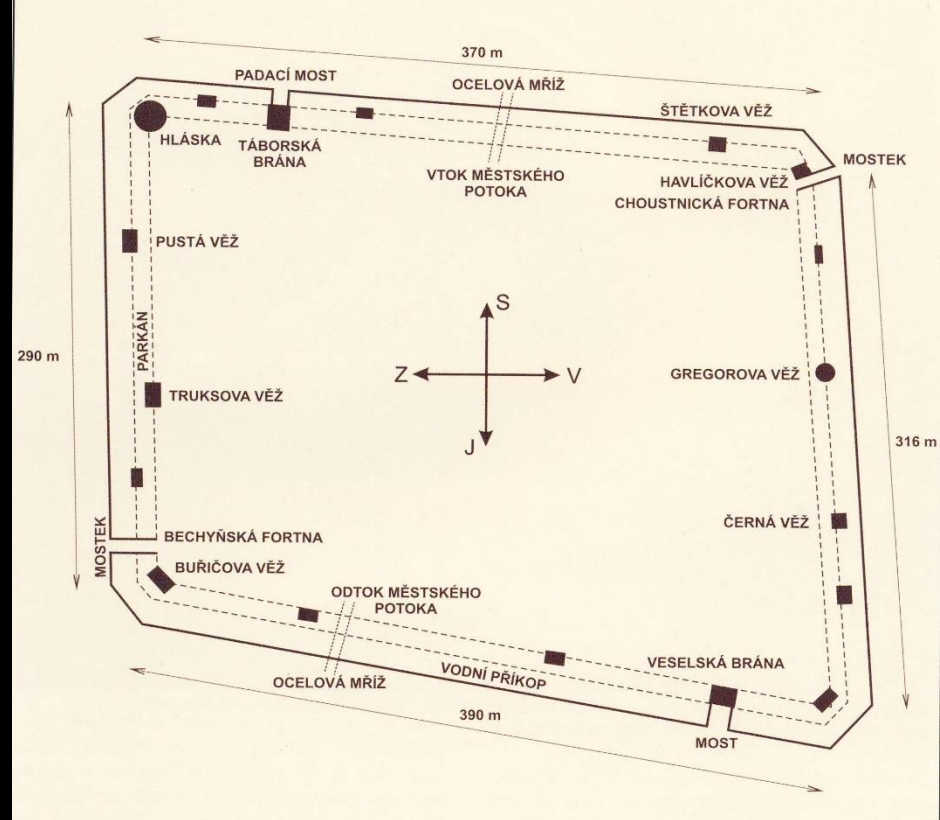 370 m
PADACÍ MOST
OCELOVÁ MŘÍŽ
ŠTĚTKOVA VĚŽ
HLÁSKA
TÁBORSKÁ
BRÁNA
MOSTEK
VTOK MĚSTSKÉHO
POTOKA
HAVLÍČKOVA VĚŽ
CHOUSTNICKÁ FORTNA
PUSTÁ VĚŽ
S
PARKÁN
290 m
Z
V
GREGOROVA VĚŽ
TRUKSOVA VĚŽ
J
316 m
ČERNÁ VĚŽ
MOSTEK
BECHYŇSKÁ FORTNA
BUŘIČOVA VĚŽ
ODTOK MĚSTSKÉHO
POTOKA
VESELSKÁ BRÁNA
VODNÍ PŘÍKOP
OCELOVÁ MŘÍŽ
390 m
MOST